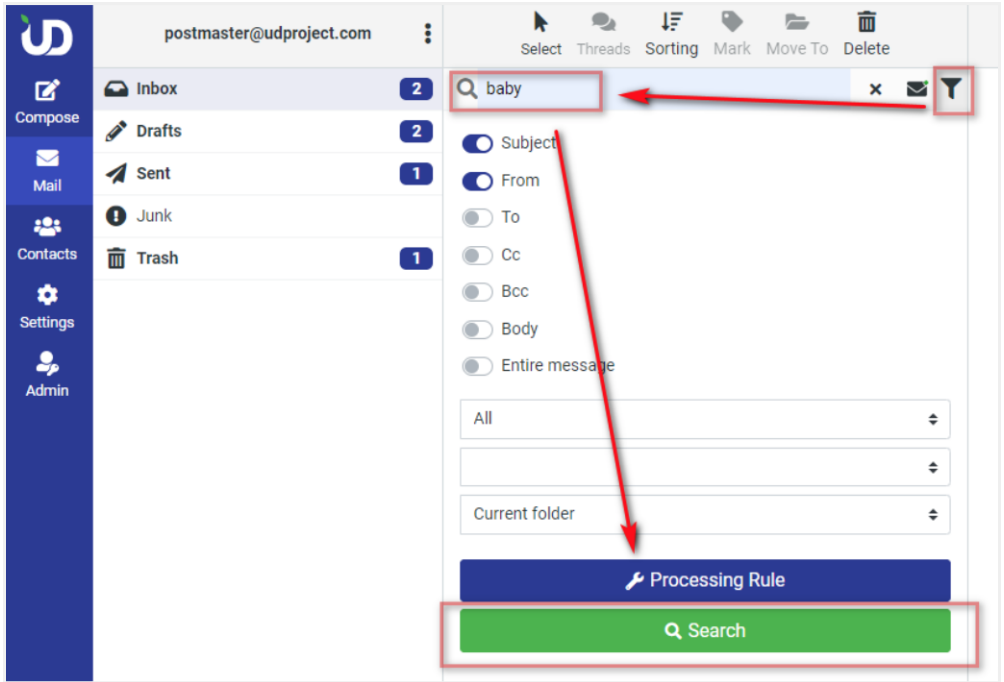 UD
Compose
Mail
Contacts
Settings
Admin
postmaster@udproject.com
Inbox 2
Drafts 2
Sent 1
Junk
Trash 1
Select Threads Sorting Mark Move To Delete
baby
Subject
From
To
Cc
Bcc
Body
Entire message
All
Current folder
Processing Rule
Search